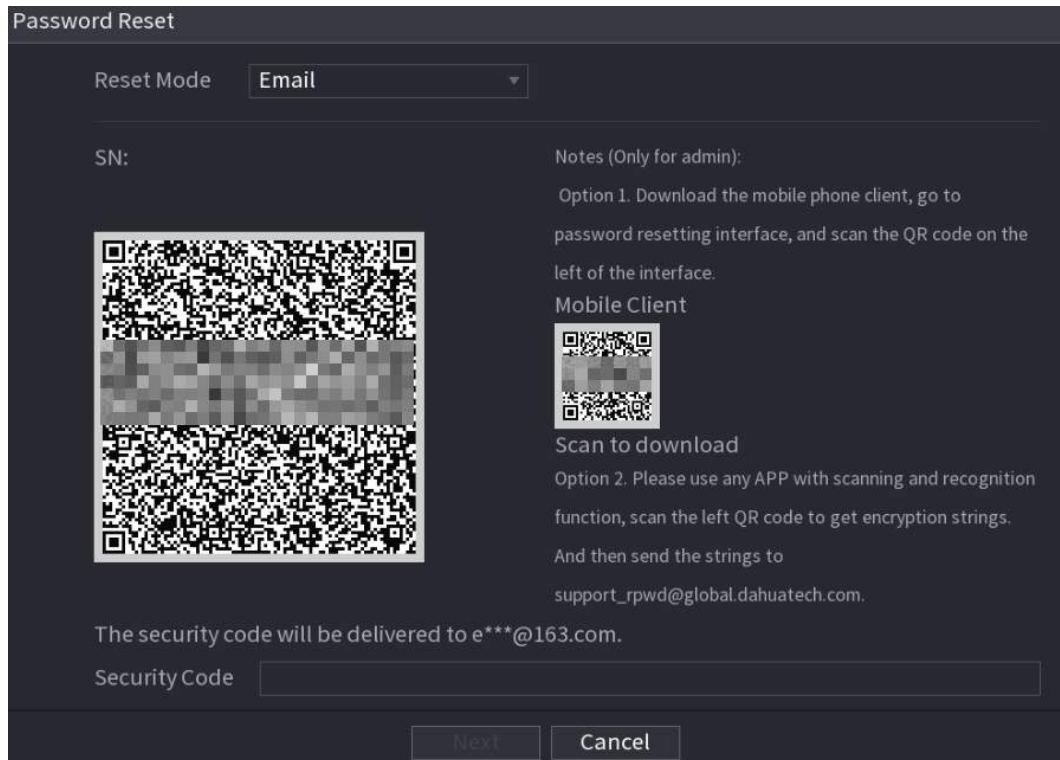 Password Reset
Reset Mode Email
SN:
Notes (Only for admin):
Option 1. Download the mobile phone client, go to
password resetting interface, and scan the QR code on the
left of the interface.
Mobile Client
Scan to download
Option 2. Please use any APP with scanning and recognition
function, scan the left QR code to get encryption strings.
And then send the strings to
support_rpwd@global.dahuatech.com.
The security code will be delivered to e***@163.com.
Security Code
Next Cancel